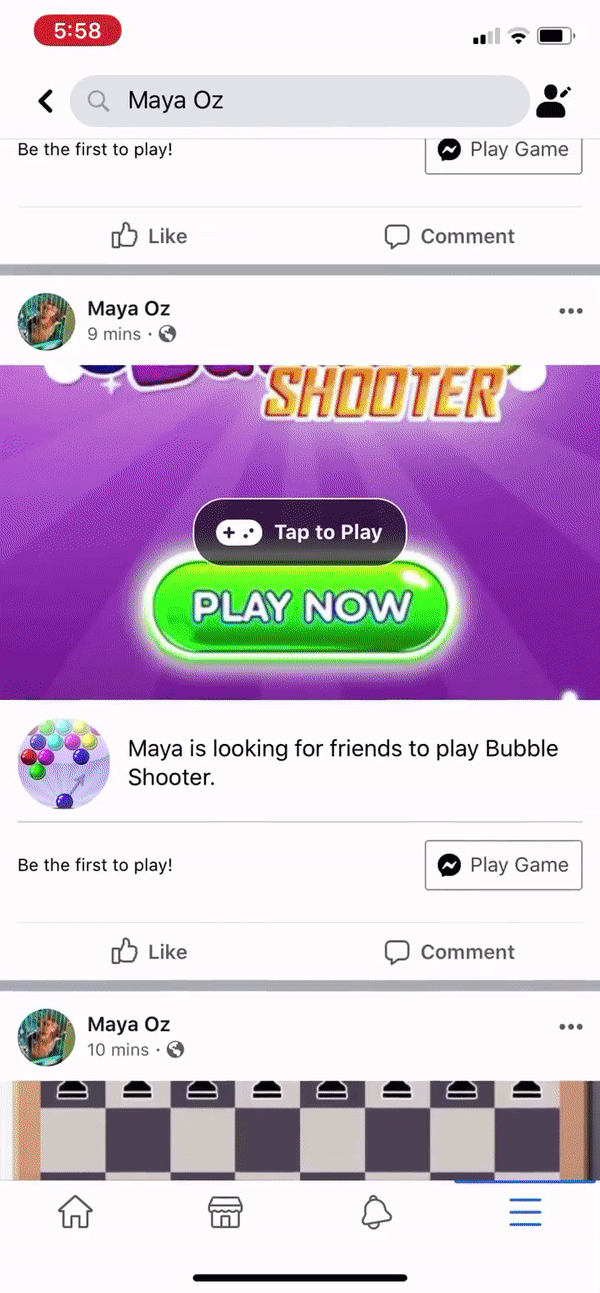 5:58
Maya Oz
Be the first to play!
Play Game
Like
Comment
Maya Oz
9 mins ·
SHOOTER
Tap to Play
PLAY NOW
Maya is looking for friends to play Bubble
Shooter.
Be the first to play!
Play Game
Like
Comment
Maya Oz
10 mins ·